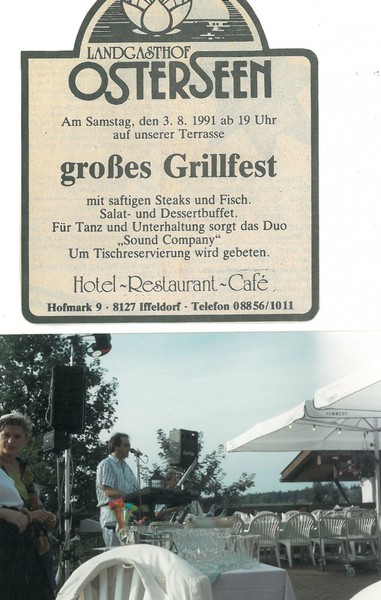 LANDGASTHOF
OSTERSEEN
Am Samstag, den 3. 8. 1991 ab 19 Uhr
auf unserer Terrasse
großes Grillfest
mit saftigen Steaks und Fisch.
Salat- und Dessertbuffet.
Für Tanz und Unterhaltung sorgt das Duo
„Sound Company“
Um Tischreservierung wird gebeten.
Hotel ~ Restaurant ~ Café
Hofmark 9 · 8127 Iffeldorf · Telefon 08856/1011